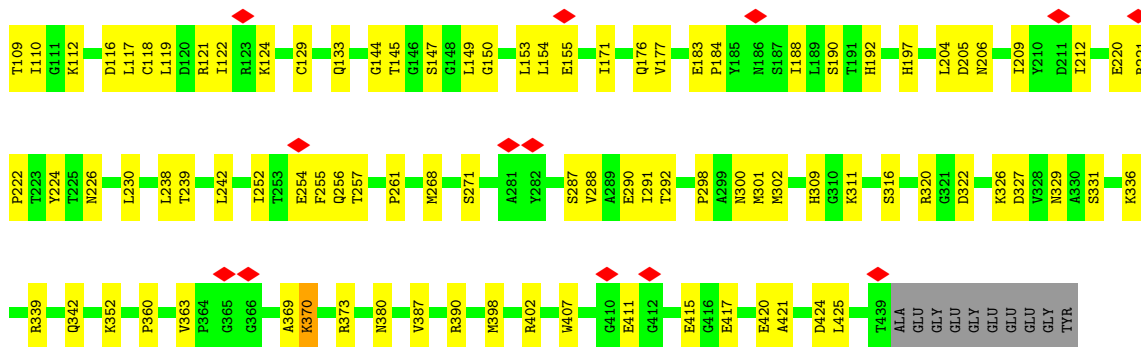 T109 I110 G111 K112 D116 L117 C118 L119 D120 R121 I122 R123 K124 C129 Q133 G144 T145 G146 S147 G148 L149 G150 L153 L154 E155 I171 Q176 V177 E183 P184 Y185 N186 S187 I188 L189 S190 T191 H192 H197 L204 D205 N206 I209 Y210 D211 I212 E220 R221
P222 T223 Y224 T225 N226 L230 L238 T239 L242 I252 T253 E254 F255 Q256 T257 P261 M268 S271 A281 Y282 S287 V288 A289 E290 I291 T292 P298 A299 N300 M301 M302 H309 G310 K311 S316 R320 G321 D322 K326 D327 V328 N329 A330 S331 K336
R339 Q342 K352 P360 V363 P364 G365 G366 A369 K370 R373 N380 V387 R390 M398 R402 W407 G410 E411 G412 E415 G416 E417 E420 A421 D424 L425 T439 ALA GLU GLY GLU GLY GLU GLU GLU GLY TYR